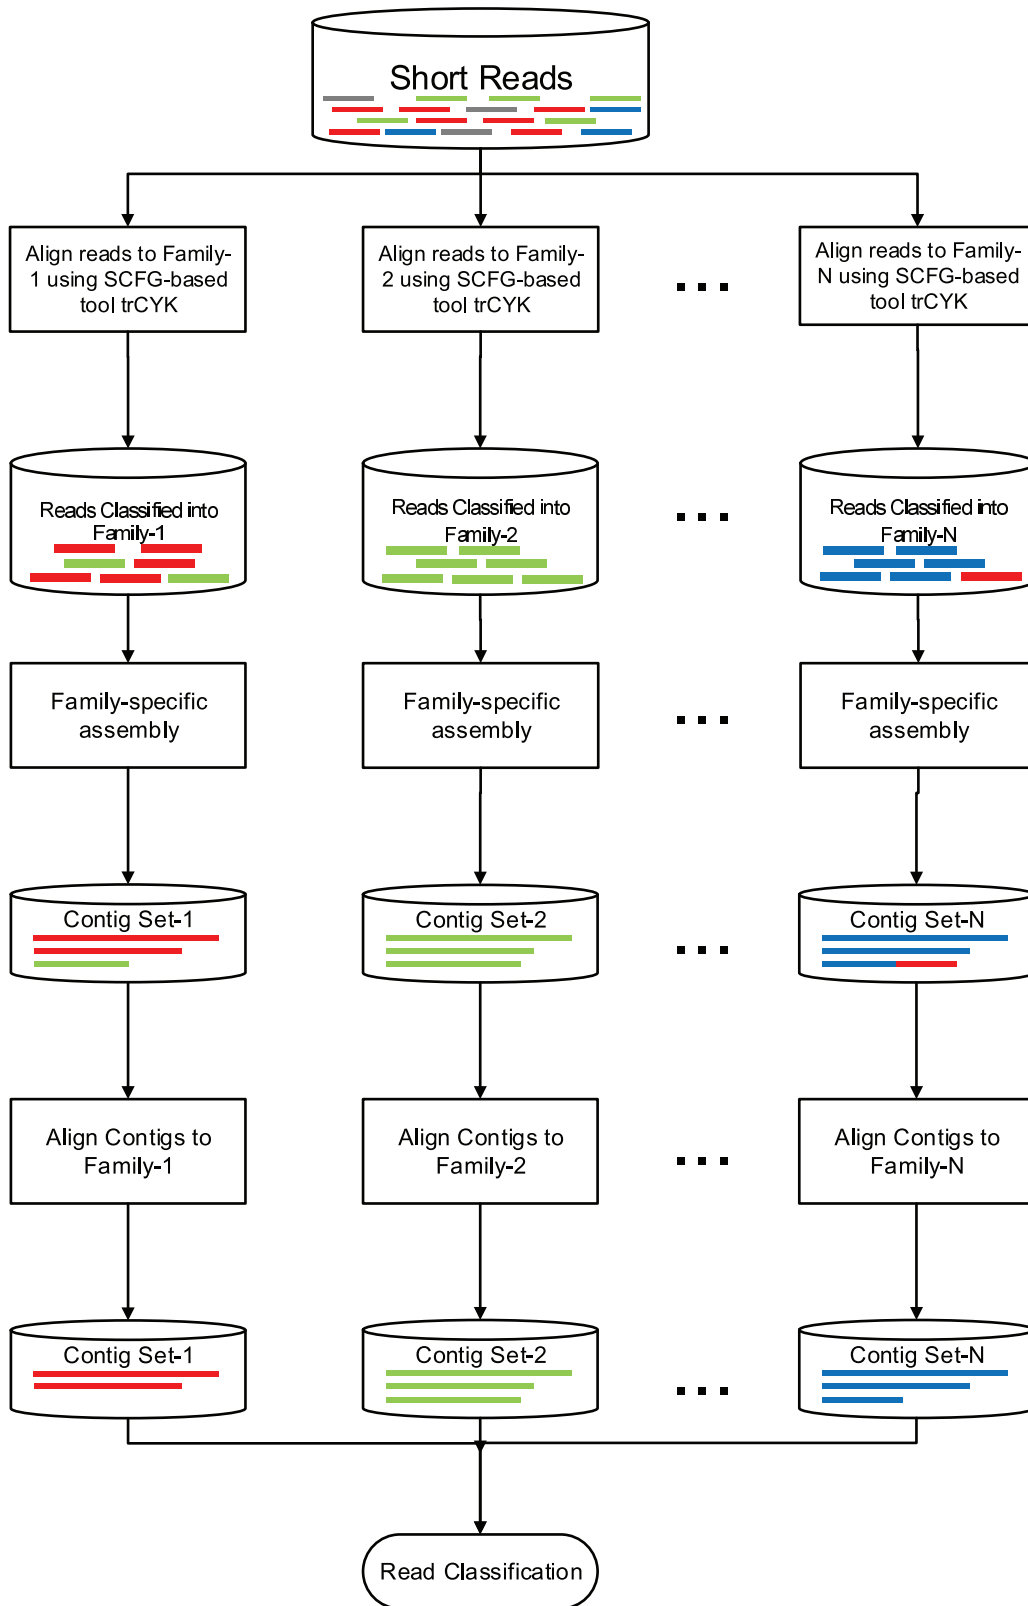 Short Reads
Align reads to Family-
1 using SCFG-based
tool trCYK
Align reads to Family-
2 using SCFG-based
tool trCYK
Align reads to Family-
N using SCFG-based
tool trCYK
Reads Classified into
Family-1
Reads Classified into
Family-2
Reads Classified into
Family-N
Family-specific
assembly
Family-specific
assembly
Family-specific
assembly
Contig Set-1
Contig Set-2
Contig Set-N
Align Contigs to
Family-1
Align Contigs to
Family-2
Align Contigs to
Family-N
Contig Set-1
Contig Set-2
Contig Set-N
Read Classification